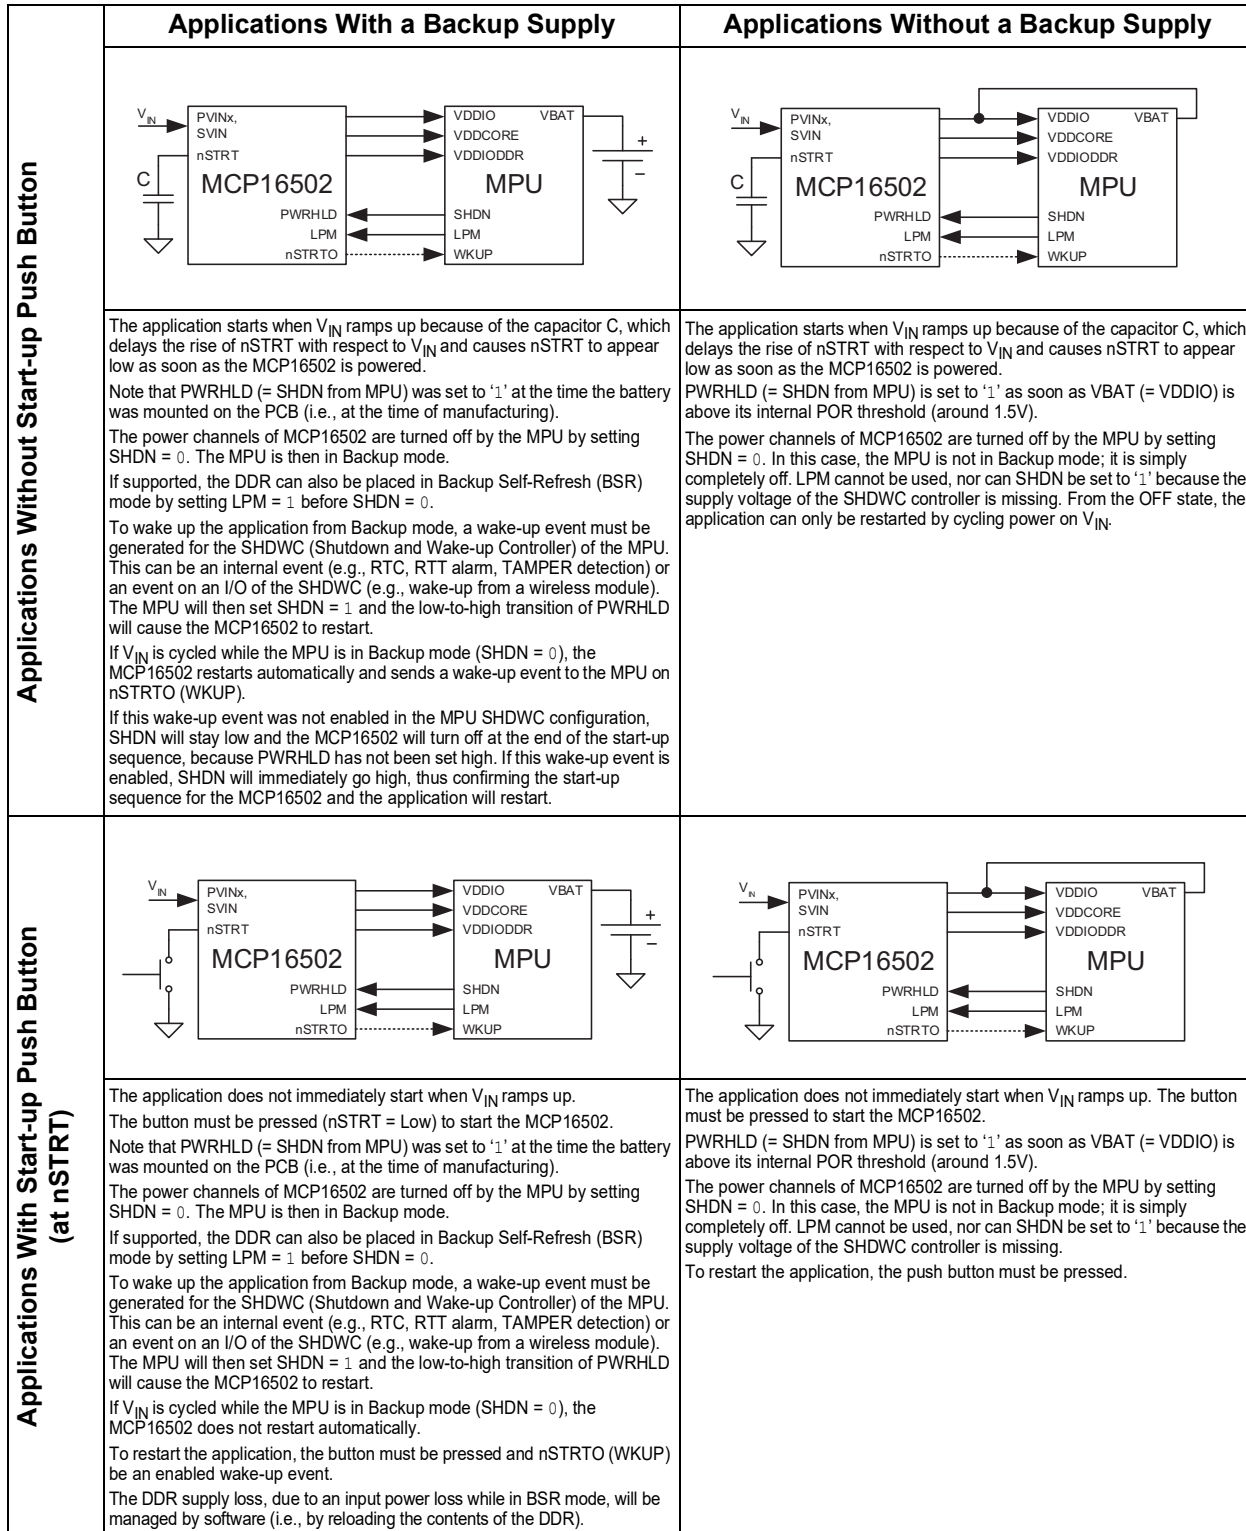 Applications With a Backup Supply
Applications Without a Backup Supply
Applications Without Start-up Push Button
V_IN
PVINx,
SVIN
nSTRT
C
MCP16502
PWRHLD
LPM
nSTRTO
VDDIO
VBAT
VDDCORE
VDDIODDR
MPU
SHDN
LPM
WKUP
+
–
V_IN
PVINx,
SVIN
nSTRT
C
MCP16502
PWRHLD
LPM
nSTRTO
VDDIO
VBAT
VDDCORE
VDDIODDR
MPU
SHDN
LPM
WKUP
The application starts when V_IN ramps up because of the capacitor C, which
delays the rise of nSTRT with respect to V_IN and causes nSTRT to appear
low as soon as the MCP16502 is powered.
Note that PWRHLD (= SHDN from MPU) was set to ‘1’ at the time the battery
was mounted on the PCB (i.e., at the time of manufacturing).
The power channels of MCP16502 are turned off by the MPU by setting
SHDN = 0. The MPU is then in Backup mode.
If supported, the DDR can also be placed in Backup Self-Refresh (BSR)
mode by setting LPM = 1 before SHDN = 0.
To wake up the application from Backup mode, a wake-up event must be
generated for the SHDWC (Shutdown and Wake-up Controller) of the MPU.
This can be an internal event (e.g., RTC, RTT alarm, TAMPER detection) or
an event on an I/O of the SHDWC (e.g., wake-up from a wireless module).
The MPU will then set SHDN = 1 and the low-to-high transition of PWRHLD
will cause the MCP16502 to restart.
If V_IN is cycled while the MPU is in Backup mode (SHDN = 0), the
MCP16502 restarts automatically and sends a wake-up event to the MPU on
nSTRTO (WKUP).
If this wake-up event was not enabled in the MPU SHDWC configuration,
SHDN will stay low and the MCP16502 will turn off at the end of the start-up
sequence, because PWRHLD has not been set high. If this wake-up event is
enabled, SHDN will immediately go high, thus confirming the start-up
sequence for the MCP16502 and the application will restart.
The application starts when V_IN ramps up because of the capacitor C, which
delays the rise of nSTRT with respect to V_IN and causes nSTRT to appear
low as soon as the MCP16502 is powered.
PWRHLD (= SHDN from MPU) is set to ‘1’ as soon as VBAT (= VDDIO) is
above its internal POR threshold (around 1.5V).
The power channels of MCP16502 are turned off by the MPU by setting
SHDN = 0. In this case, the MPU is not in Backup mode; it is simply
completely off. LPM cannot be used, nor can SHDN be set to ‘1’ because the
supply voltage of the SHDWC controller is missing. From the OFF state, the
application can only be restarted by cycling power on V_IN.
Applications With Start-up Push Button
(at nSTRT)
V_IN
PVINx,
SVIN
nSTRT
MCP16502
PWRHLD
LPM
nSTRTO
VDDIO
VBAT
VDDCORE
VDDIODDR
MPU
SHDN
LPM
WKUP
+
–
V_IN
PVINx,
SVIN
nSTRT
MCP16502
PWRHLD
LPM
nSTRTO
VDDIO
VBAT
VDDCORE
VDDIODDR
MPU
SHDN
LPM
WKUP
The application does not immediately start when V_IN ramps up.
The button must be pressed (nSTRT = Low) to start the MCP16502.
Note that PWRHLD (= SHDN from MPU) was set to ‘1’ at the time the battery
was mounted on the PCB (i.e., at the time of manufacturing).
The power channels of MCP16502 are turned off by the MPU by setting
SHDN = 0. The MPU is then in Backup mode.
If supported, the DDR can also be placed in Backup Self-Refresh (BSR)
mode by setting LPM = 1 before SHDN = 0.
To wake up the application from Backup mode, a wake-up event must be
generated for the SHDWC (Shutdown and Wake-up Controller) of the MPU.
This can be an internal event (e.g., RTC, RTT alarm, TAMPER detection) or
an event on an I/O of the SHDWC (e.g., wake-up from a wireless module).
The MPU will then set SHDN = 1 and the low-to-high transition of PWRHLD
will cause the MCP16502 to restart.
If V_IN is cycled while the MPU is in Backup mode (SHDN = 0), the
MCP16502 does not restart automatically.
To restart the application, the button must be pressed and nSTRTO (WKUP)
be an enabled wake-up event.
The DDR supply loss, due to an input power loss while in BSR mode, will be
managed by software (i.e., by reloading the contents of the DDR).
The application does not immediately start when V_IN ramps up. The button
must be pressed to start the MCP16502.
PWRHLD (= SHDN from MPU) is set to ‘1’ as soon as VBAT (= VDDIO) is
above its internal POR threshold (around 1.5V).
The power channels of MCP16502 are turned off by the MPU by setting
SHDN = 0. In this case, the MPU is not in Backup mode; it is simply
completely off. LPM cannot be used, nor can SHDN be set to ‘1’ because the
supply voltage of the SHDWC controller is missing.
To restart the application, the push button must be pressed.